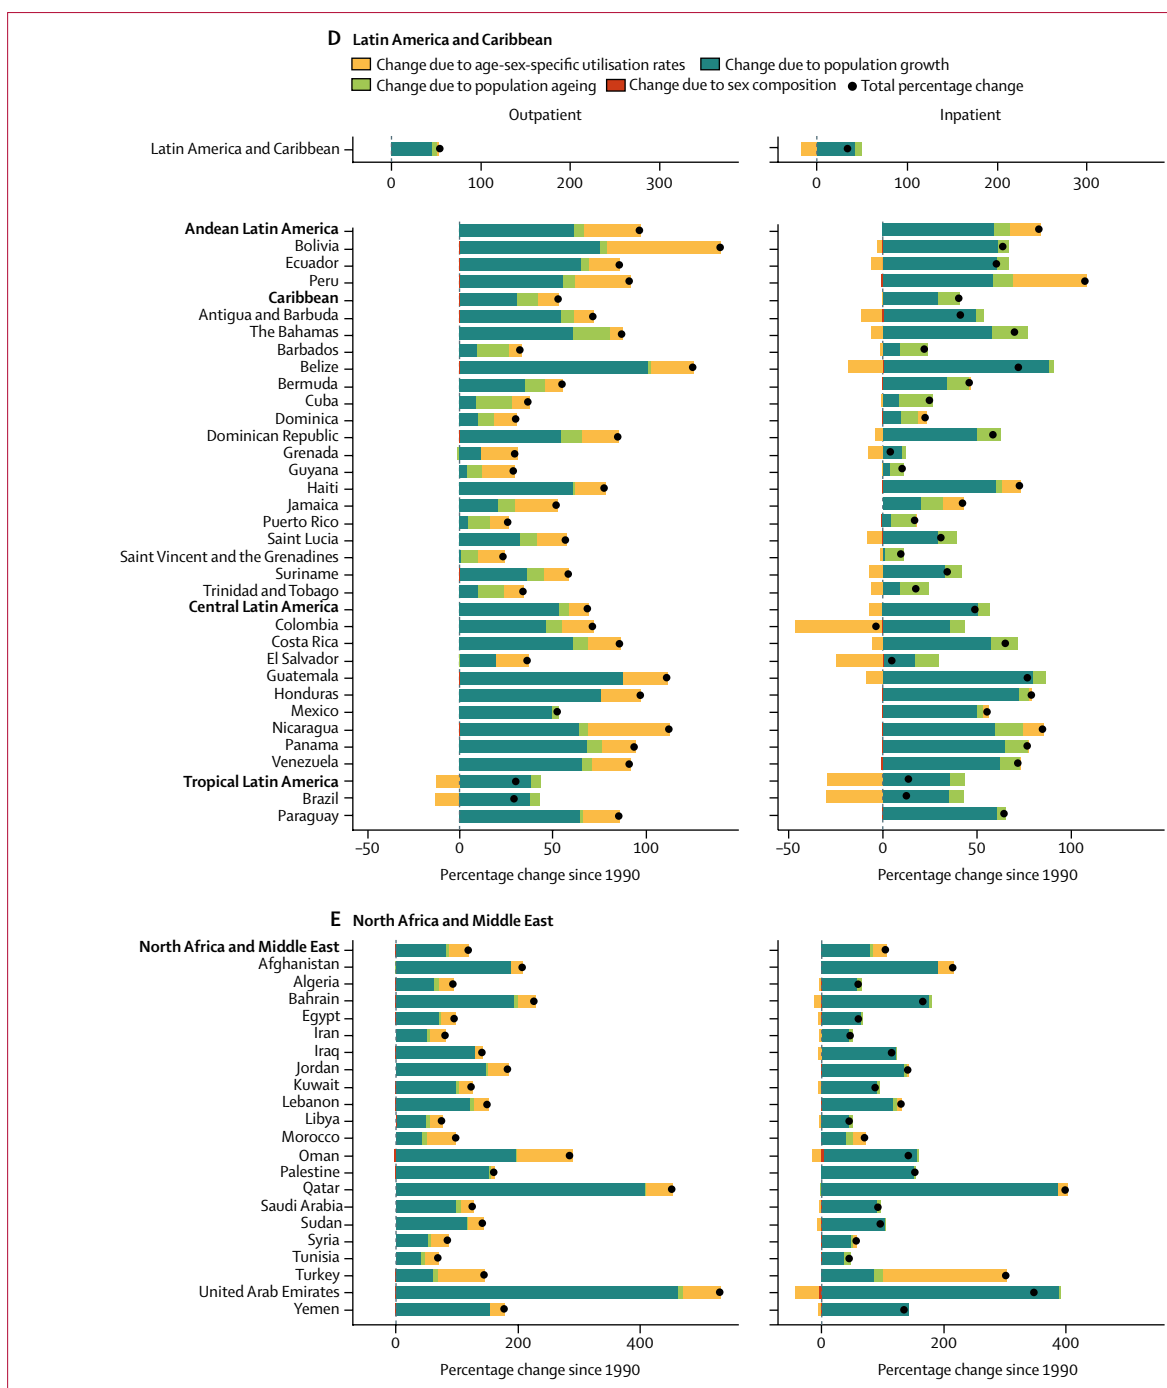 D Latin America and Caribbean
Change due to age-sex-specific utilisation rates Change due to population growth
Change due to population ageing Change due to sex composition Total percentage change
Outpatient Inpatient
Latin America and Caribbean
0 100 200 300 0 100 200 300
Andean Latin America
Bolivia
Ecuador
Peru
Caribbean
Antigua and Barbuda
The Bahamas
Barbados
Belize
Bermuda
Cuba
Dominica
Dominican Republic
Grenada
Guyana
Haiti
Jamaica
Puerto Rico
Saint Lucia
Saint Vincent and the Grenadines
Suriname
Trinidad and Tobago
Central Latin America
Colombia
Costa Rica
El Salvador
Guatemala
Honduras
Mexico
Nicaragua
Panama
Venezuela
Tropical Latin America
Brazil
Paraguay
–50 0 50 100 –50 0 50 100
Percentage change since 1990 Percentage change since 1990
E North Africa and Middle East
North Africa and Middle East
Afghanistan
Algeria
Bahrain
Egypt
Iran
Iraq
Jordan
Kuwait
Lebanon
Libya
Morocco
Oman
Palestine
Qatar
Saudi Arabia
Sudan
Syria
Tunisia
Turkey
United Arab Emirates
Yemen
0 200 400 0 200 400
Percentage change since 1990 Percentage change since 1990